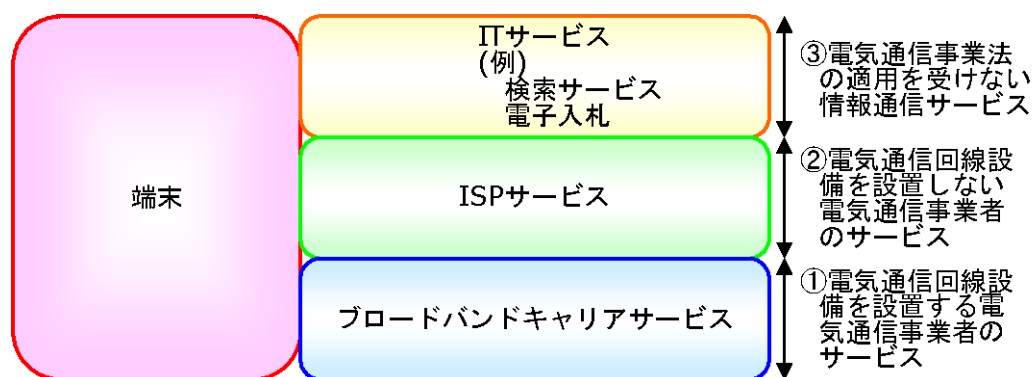 端末
ITサービス
(例)
検索サービス
電子入札
ISPサービス
ブロードバンドキャリアサービス
③電気通信事業法
の適用を受けない
情報通信サービス
②電気通信回線設
備を設置しない
電気通信事業者
のサービス
①電気通信回線設
備を設置する電
気通信事業者の
サービス